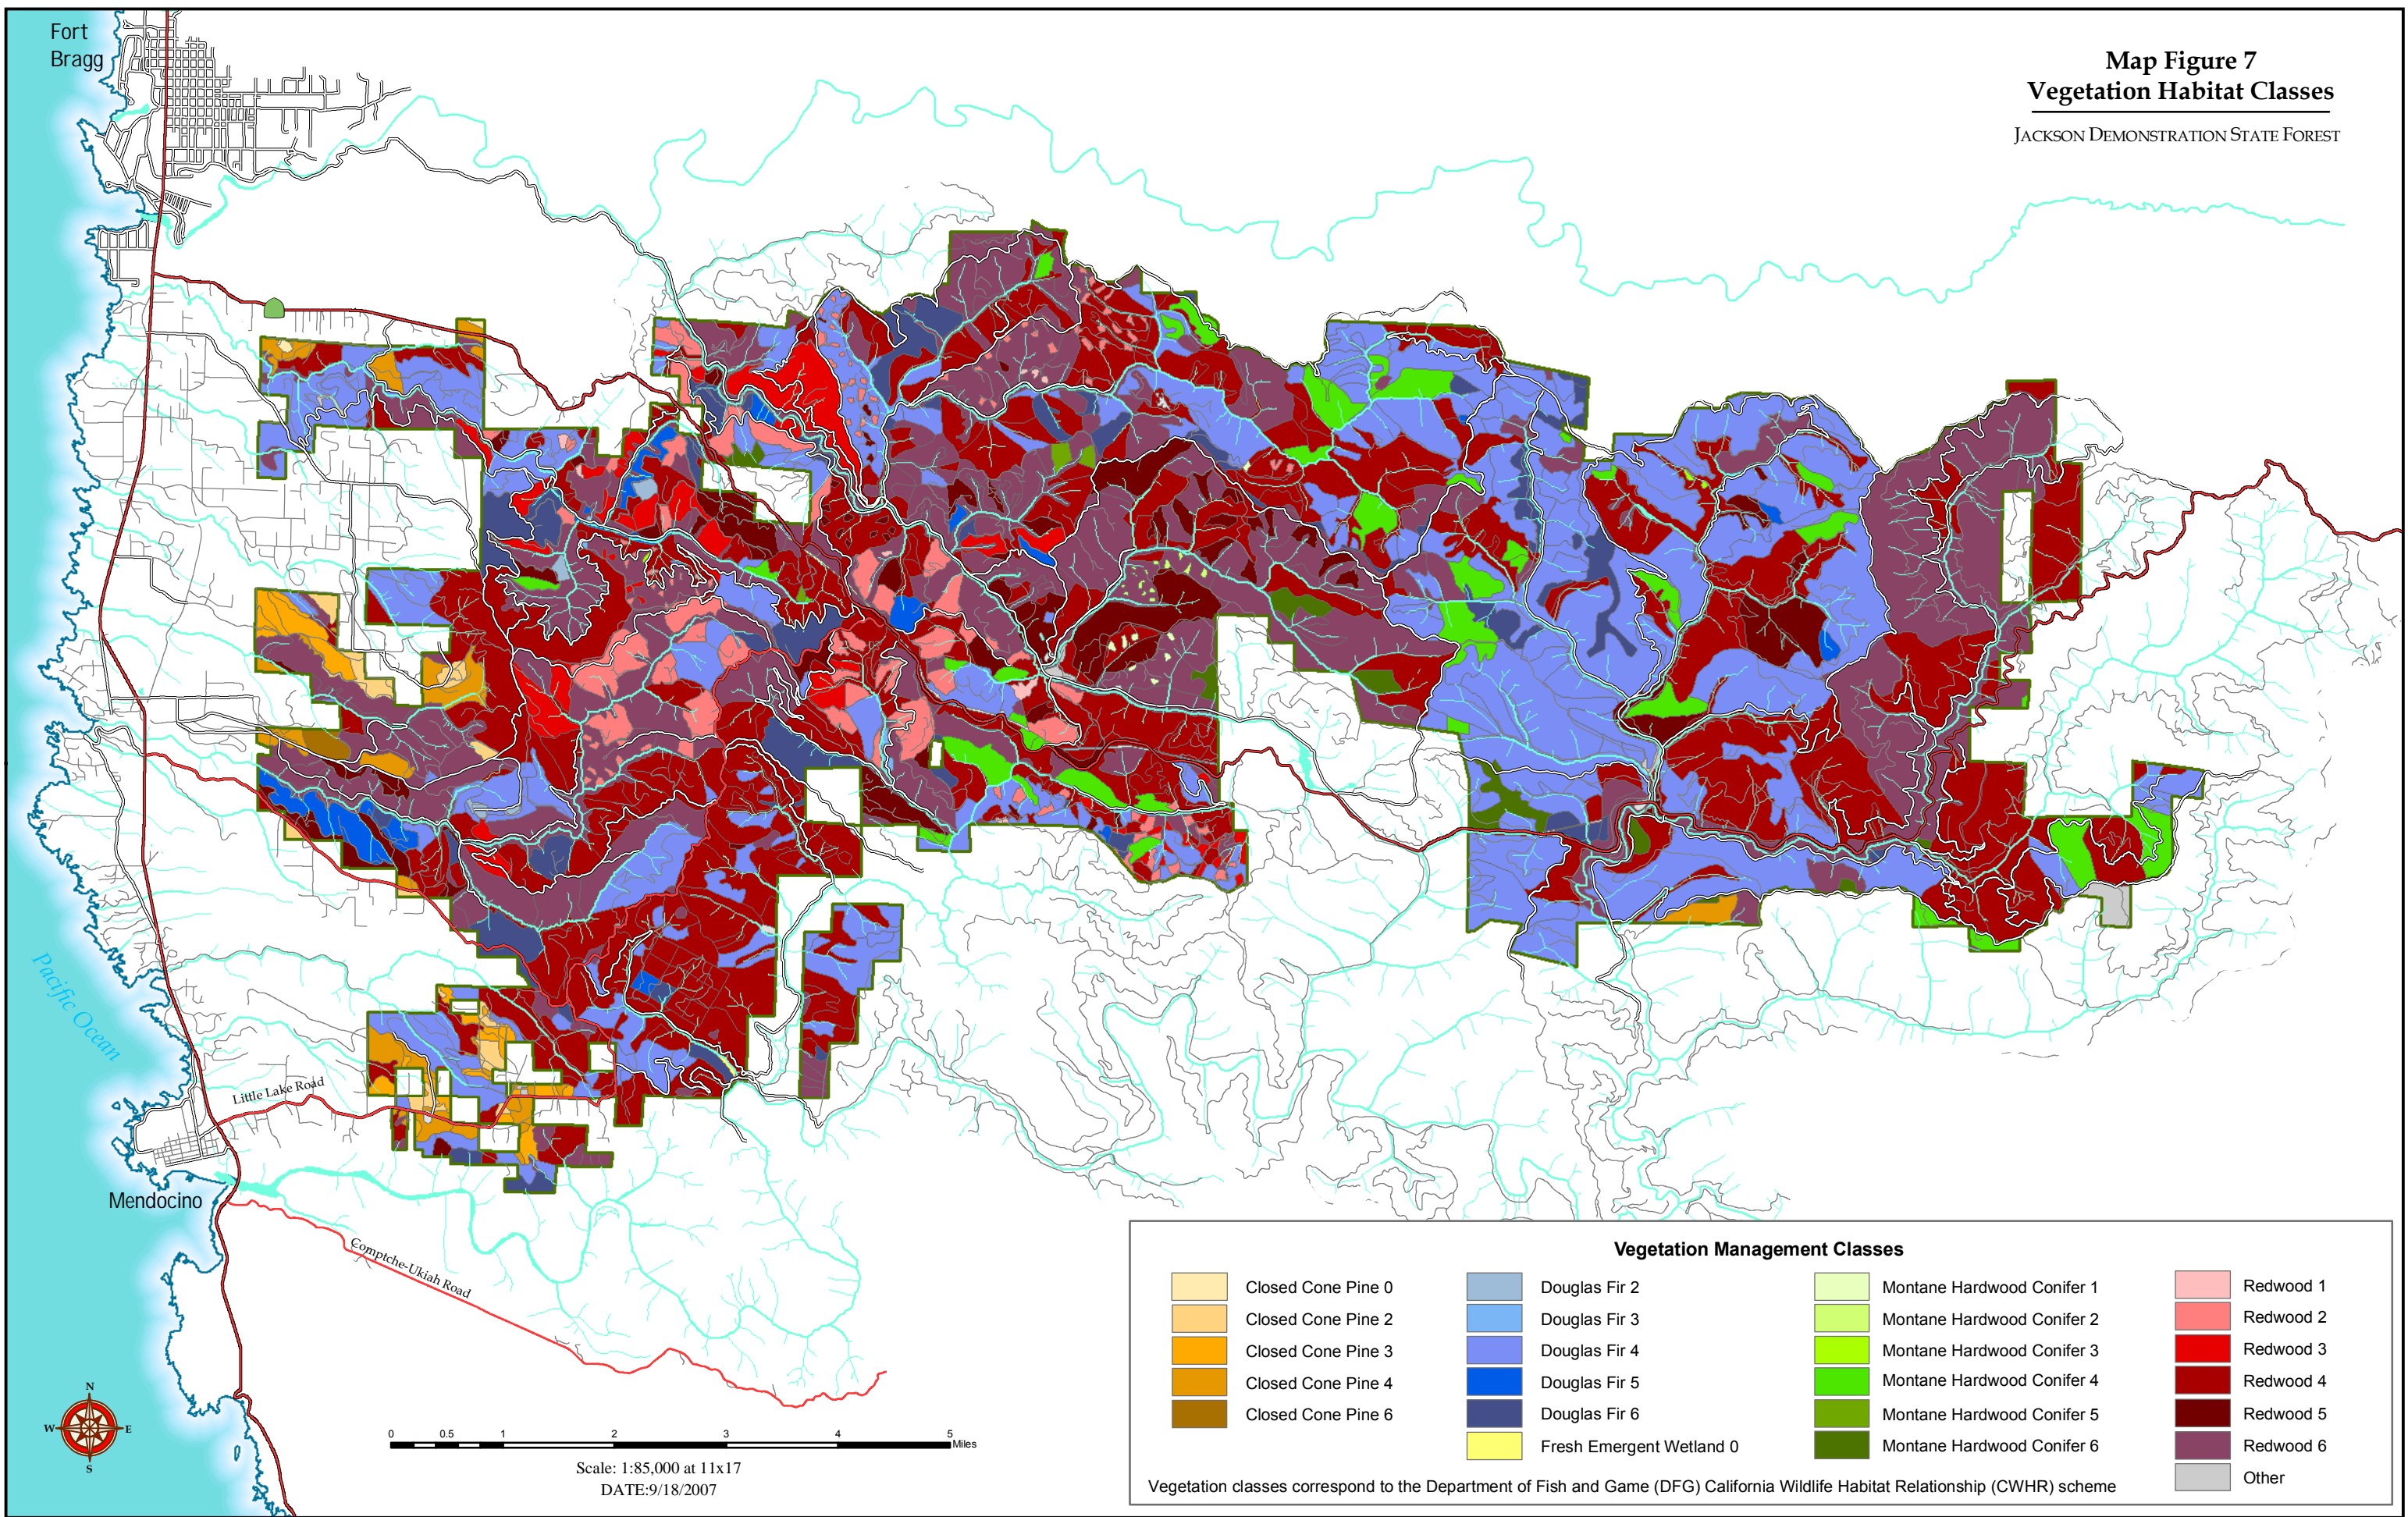 Fort
Bragg
Map Figure 7
Vegetation Habitat Classes
JACKSON DEMONSTRATION STATE FOREST
Pacific Ocean
Little Lake Road
Mendocino
Comptche-Ukiah Road
N
W E
S
0 0.5 1 2 3 4 5
Miles
Scale: 1:85,000 at 11x17
DATE:9/18/2007
Vegetation Management Classes
Closed Cone Pine 0
Closed Cone Pine 2
Closed Cone Pine 3
Closed Cone Pine 4
Closed Cone Pine 6
Douglas Fir 2
Douglas Fir 3
Douglas Fir 4
Douglas Fir 5
Douglas Fir 6
Fresh Emergent Wetland 0
Montane Hardwood Conifer 1
Montane Hardwood Conifer 2
Montane Hardwood Conifer 3
Montane Hardwood Conifer 4
Montane Hardwood Conifer 5
Montane Hardwood Conifer 6
Redwood 1
Redwood 2
Redwood 3
Redwood 4
Redwood 5
Redwood 6
Other
Vegetation classes correspond to the Department of Fish and Game (DFG) California Wildlife Habitat Relationship (CWHR) scheme